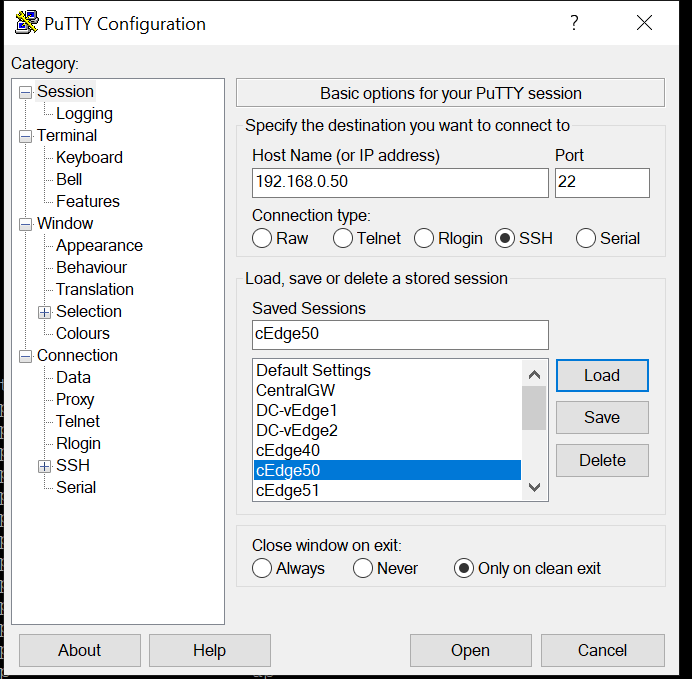 PuTTY Configuration
?
Category:
Session
Logging
Terminal
Keyboard
Bell
Features
Window
Appearance
Behaviour
Translation
Selection
Colours
Connection
Data
Proxy
Telnet
Rlogin
SSH
Serial
Basic options for your PuTTY session
Specify the destination you want to connect to
Host Name (or IP address) Port
192.168.0.50 22
Connection type:
Raw Telnet Rlogin SSH Serial
Load, save or delete a stored session
Saved Sessions
cEdge50
Default Settings
CentralGW
DC-vEdge1
DC-vEdge2
cEdge40
cEdge50
cEdge51
Load
Save
Delete
Close window on exit:
Always Never Only on clean exit
About Help Open Cancel